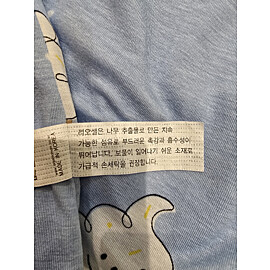 리오셀은 나무 추출물로 만든 지속
가능한 섬유로 부드러운 촉감과 흡수성이
뛰어납니다. 보풀이 일어나기 쉬운 소재로
가급적 손세탁을 권장합니다.
MADE IN KOREA